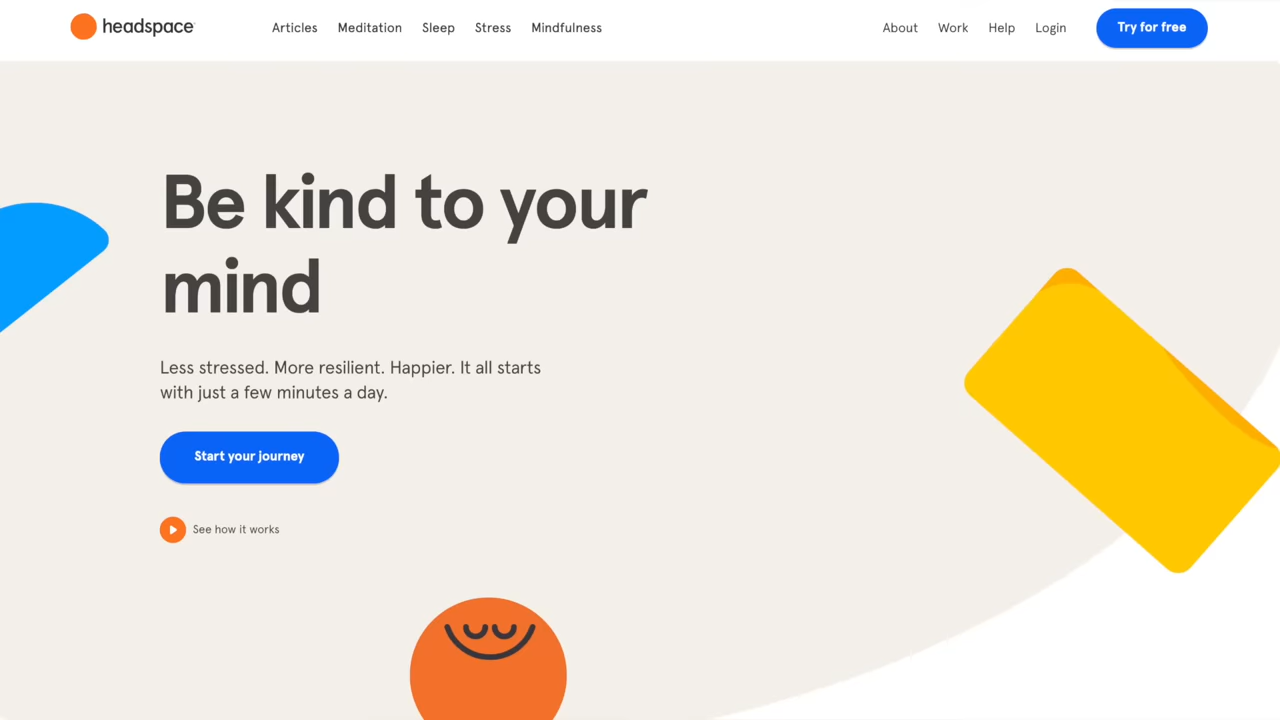 headspace
Articles Meditation Sleep Stress Mindfulness
About Work Help Login Try for free
Be kind to your
mind
Less stressed. More resilient. Happier. It all starts
with just a few minutes a day.
Start your journey
See how it works